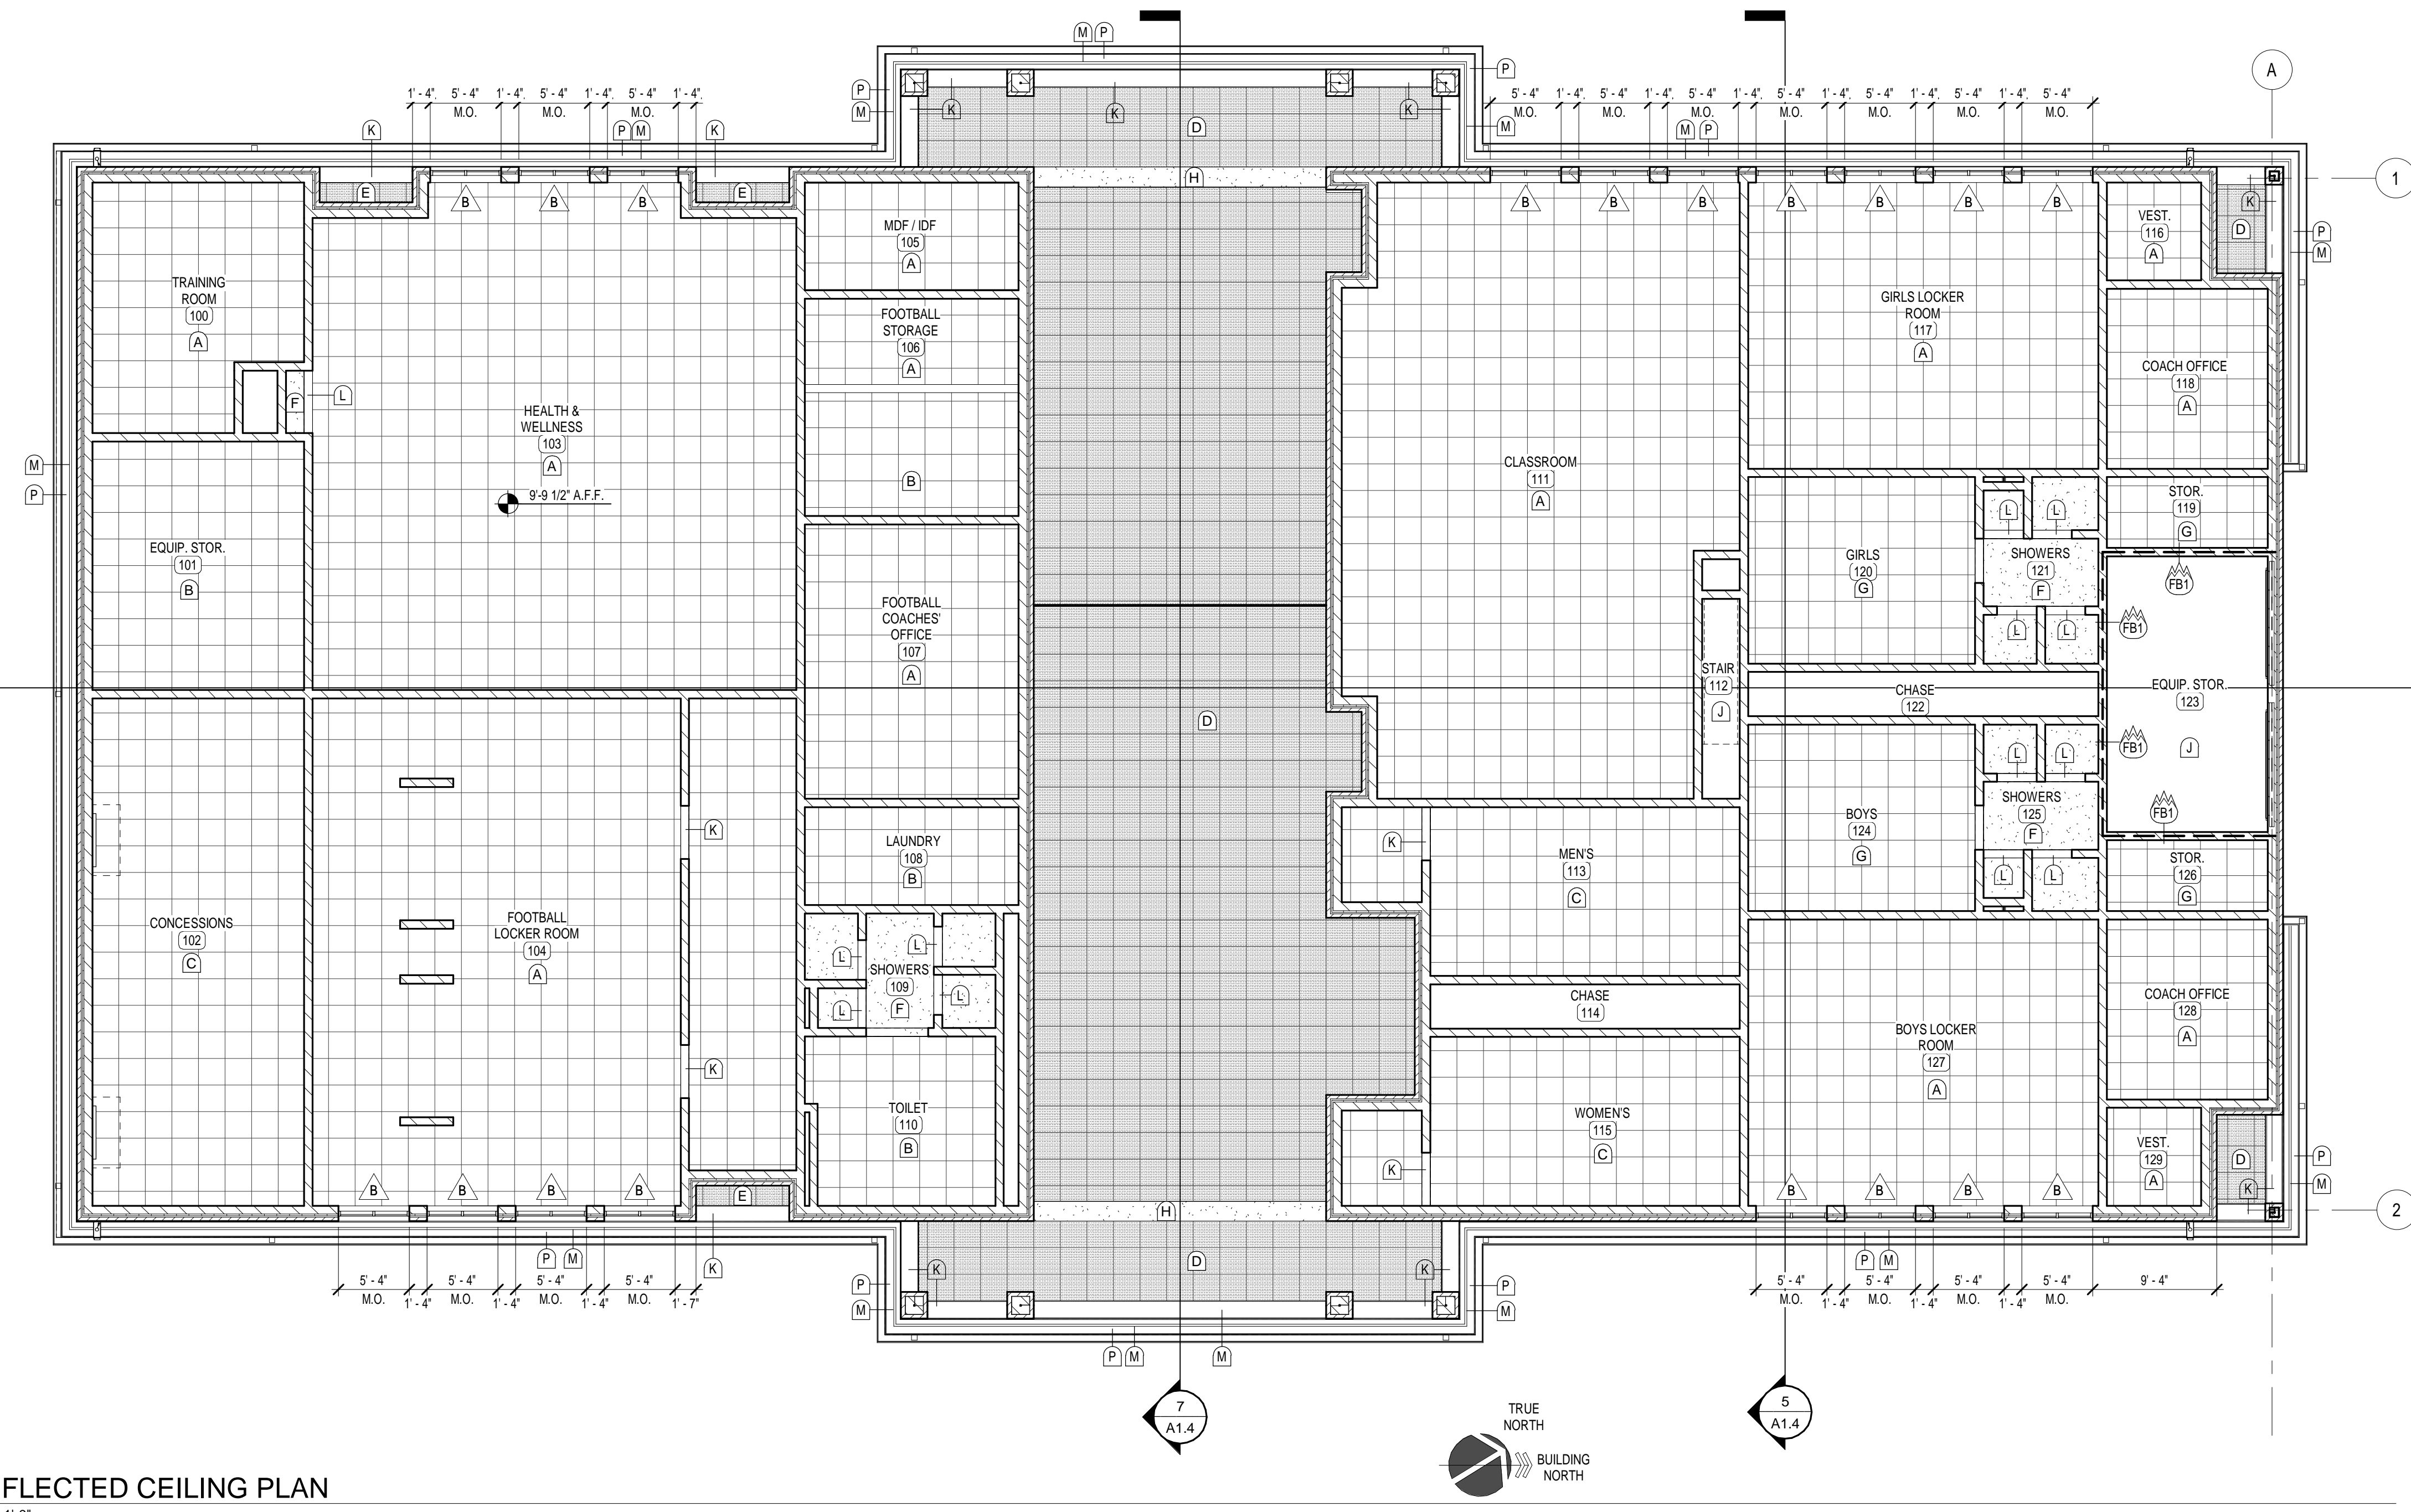 M P
P
M
P
M
A
1' - 4" 5' - 4" 1' - 4" 5' - 4" 1' - 4" 5' - 4" 1' - 4"
M.O. M.O. M.O.
5' - 4" 1' - 4" 5' - 4" 1' - 4" 5' - 4" 1' - 4" 5' - 4" 1' - 4" 5' - 4" 1' - 4" 5' - 4" 1' - 4" 5' - 4"
M.O. M.O. M.O. M.O. M.O. M.O. M.O.
K P M K
K K K
D
M P
1
E E
B B B
H
B B B B B B B
K
D
P
M
TRAINING
ROOM
100
A
F L
HEALTH &
WELLNESS
103
A
9'-9 1/2" A.F.F.
MDF / IDF
105
A
FOOTBALL
STORAGE
106
A
B
CLASSROOM
111
A
GIRLS LOCKER
ROOM
117
A
VEST.
116
A
COACH OFFICE
118
A
M
P
EQUIP. STOR.
101
B
FOOTBALL
COACHES'
OFFICE
107
A
D
STAIR
112
J
GIRLS
120
G
L L
SHOWERS
121
F
L L
STOR.
119
G
FB1
FB1
CHASE
122
EQUIP. STOR.
123
J
FB1
FB1
CONCESSIONS
102
C
FOOTBALL
LOCKER ROOM
104
A
K
K
LAUNDRY
108
B
L L
SHOWERS
109
F
L L
TOILET
110
B
K
MEN'S
113
C
CHASE
114
WOMEN'S
115
C
K
BOYS
124
G
L L
SHOWERS
125
F
L L
STOR.
126
G
BOYS LOCKER
ROOM
127
A
COACH OFFICE
128
A
VEST.
129
A
D
K
P
M
B B B B
E
H
B B B B
2
P M
K
D
K K
P
M
P
M
P M
5' - 4" 5' - 4" 5' - 4" 5' - 4"
M.O. 1' - 4" M.O. 1' - 4" M.O. 1' - 4" M.O. 1' - 7"
5' - 4" 5' - 4" 5' - 4" 5' - 4" 9' - 4"
M.O. 1' - 4" M.O. 1' - 4" M.O. 1' - 4" M.O.
P M M
7
A1.4
5
A1.4
TRUE
NORTH
BUILDING
NORTH
FLECTED CEILING PLAN